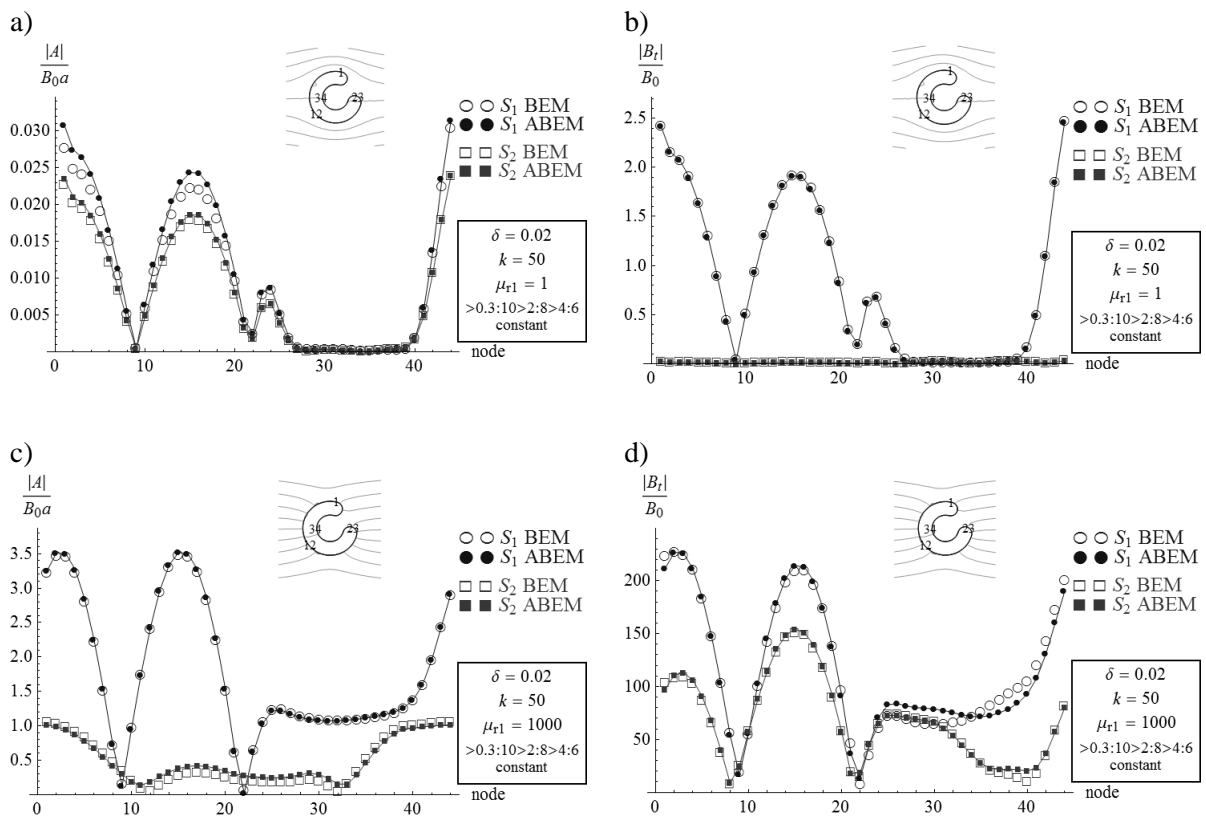 a)
|A|
B₀a
1
34
23
12
0.030
0.025
0.020
0.015
0.010
0.005
0
10
20
30
40
node
S₁ BEM
S₁ ABEM
S₂ BEM
S₂ ABEM
δ = 0.02
k = 50
μr1 = 1
>0.3:10>2:8>4:6
constant
b)
|Bₜ|
B₀
1
34
23
12
2.5
2.0
1.5
1.0
0.5
0
10
20
30
40
node
S₁ BEM
S₁ ABEM
S₂ BEM
S₂ ABEM
δ = 0.02
k = 50
μr1 = 1
>0.3:10>2:8>4:6
constant
c)
|A|
B₀a
1
34
23
12
3.5
3.0
2.5
2.0
1.5
1.0
0.5
0
10
20
30
40
node
S₁ BEM
S₁ ABEM
S₂ BEM
S₂ ABEM
δ = 0.02
k = 50
μr1 = 1000
>0.3:10>2:8>4:6
constant
d)
|Bₜ|
B₀
1
34
23
12
200
150
100
50
0
10
20
30
40
node
S₁ BEM
S₁ ABEM
S₂ BEM
S₂ ABEM
δ = 0.02
k = 50
μr1 = 1000
>0.3:10>2:8>4:6
constant